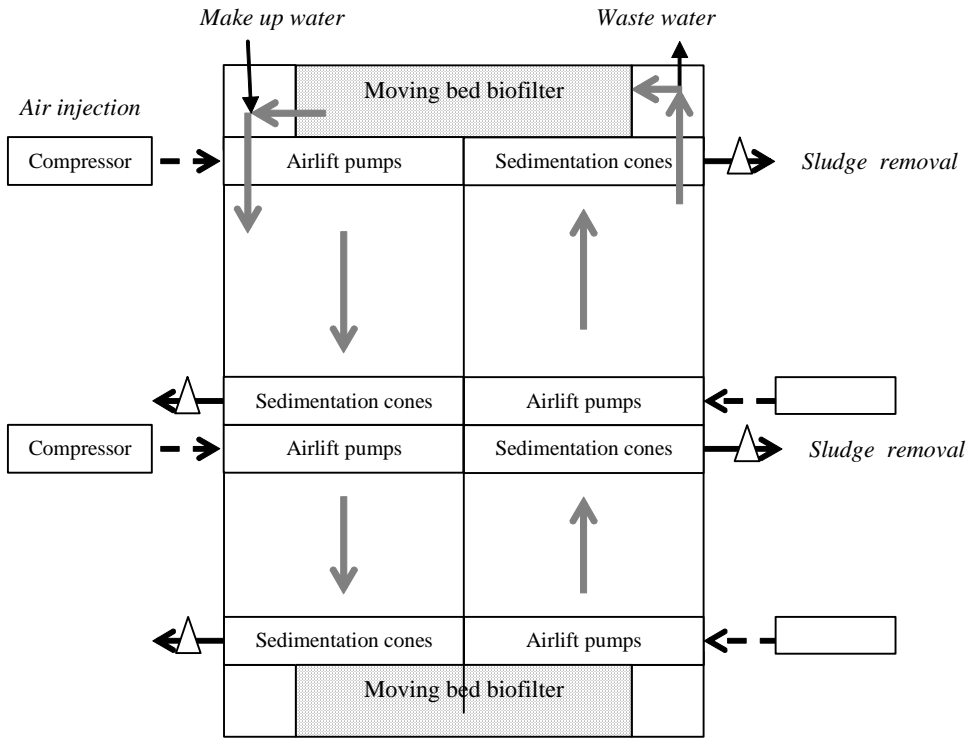 Make up water
Waste water
Moving bed biofilter
Air injection
Compressor
Airlift pumps
Sedimentation cones
Sludge removal
Sedimentation cones
Airlift pumps
Compressor
Airlift pumps
Sedimentation cones
Sludge removal
Sedimentation cones
Airlift pumps
Moving bed biofilter